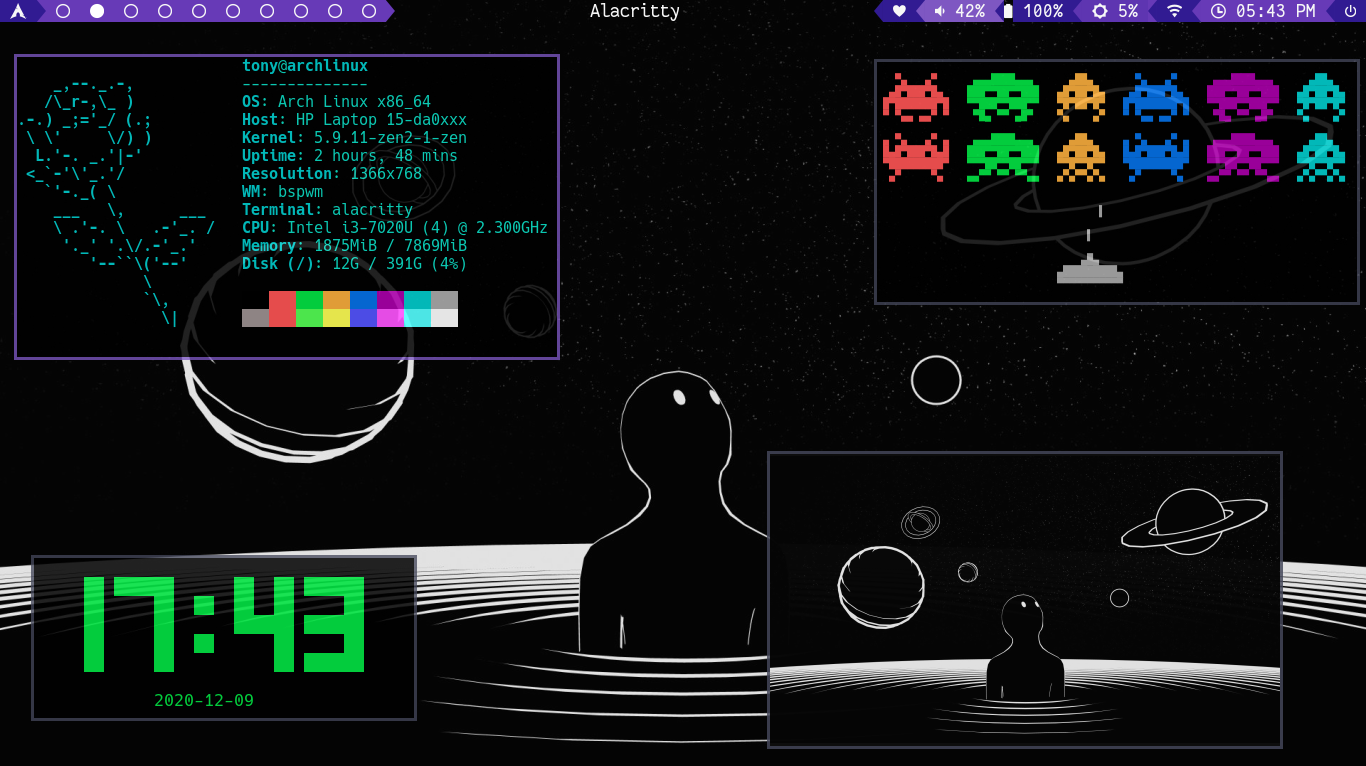 Alacritty
42%
100%
5%
05:43 PM
tony@archlinux
--------------
OS: Arch Linux x86_64
Host: HP Laptop 15-da0xxx
Kernel: 5.9.11-zen2-1-zen
Uptime: 2 hours, 48 mins
Resolution: 1366x768
WM: bspwm
Terminal: alacritty
CPU: Intel i3-7020U (4) @ 2.300GHz
Memory: 1875MiB / 7869MiB
Disk (/): 12G / 391G (4%)
17:43
2020-12-09